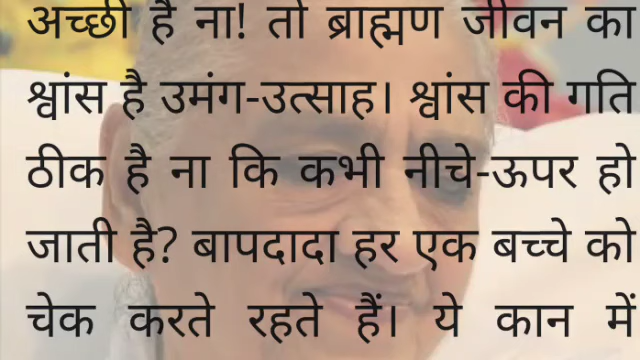 अच्छी है ना! तो ब्राह्मण जीवन का
श्वांस है उमंग-उत्साह। श्वांस की गति
ठीक है ना कि कभी नीचे-ऊपर हो
जाती है? बापदादा हर एक बच्चे को
चेक करते रहते हैं। ये कान में